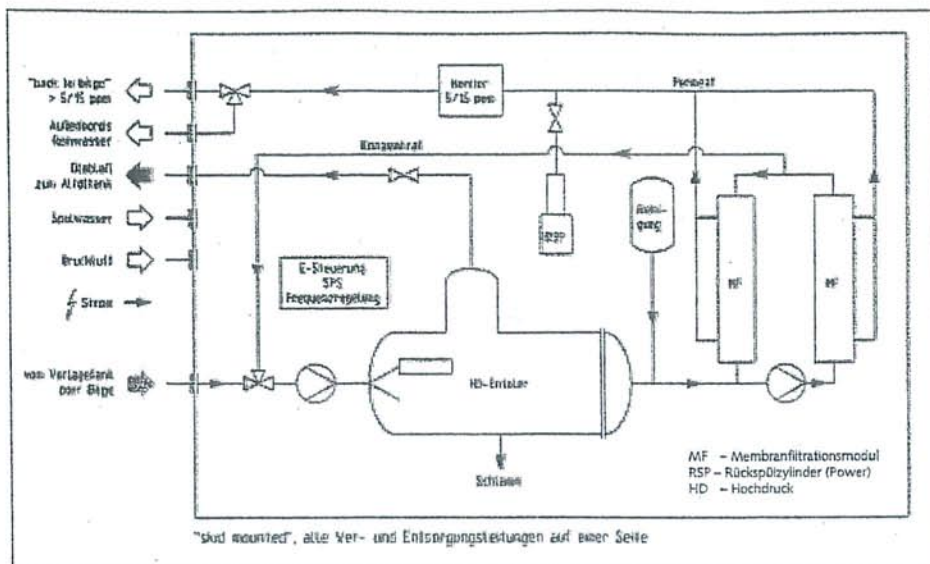 "back to bilge"
> 5/15 ppm
Außenbords
Reinwasser
Ölablaß
zum Altöltank
Spülwasser
Druckluft
Strom
vom Vorlagetank
oder Bilge
Monitor
5/15 ppm
Permeat
Konzentrat
RSP
Reini-
gung
E-Steuerung
SPS
Frequenzregelung
MF
MF
HD-Entöler
Schlamm
MF – Membranfiltrationsmodul
RSP – Rückspülzylinder (Power)
HD – Hochdruck
"skid mounted", alle Ver- und Entsorgungsleitungen auf einer Seite